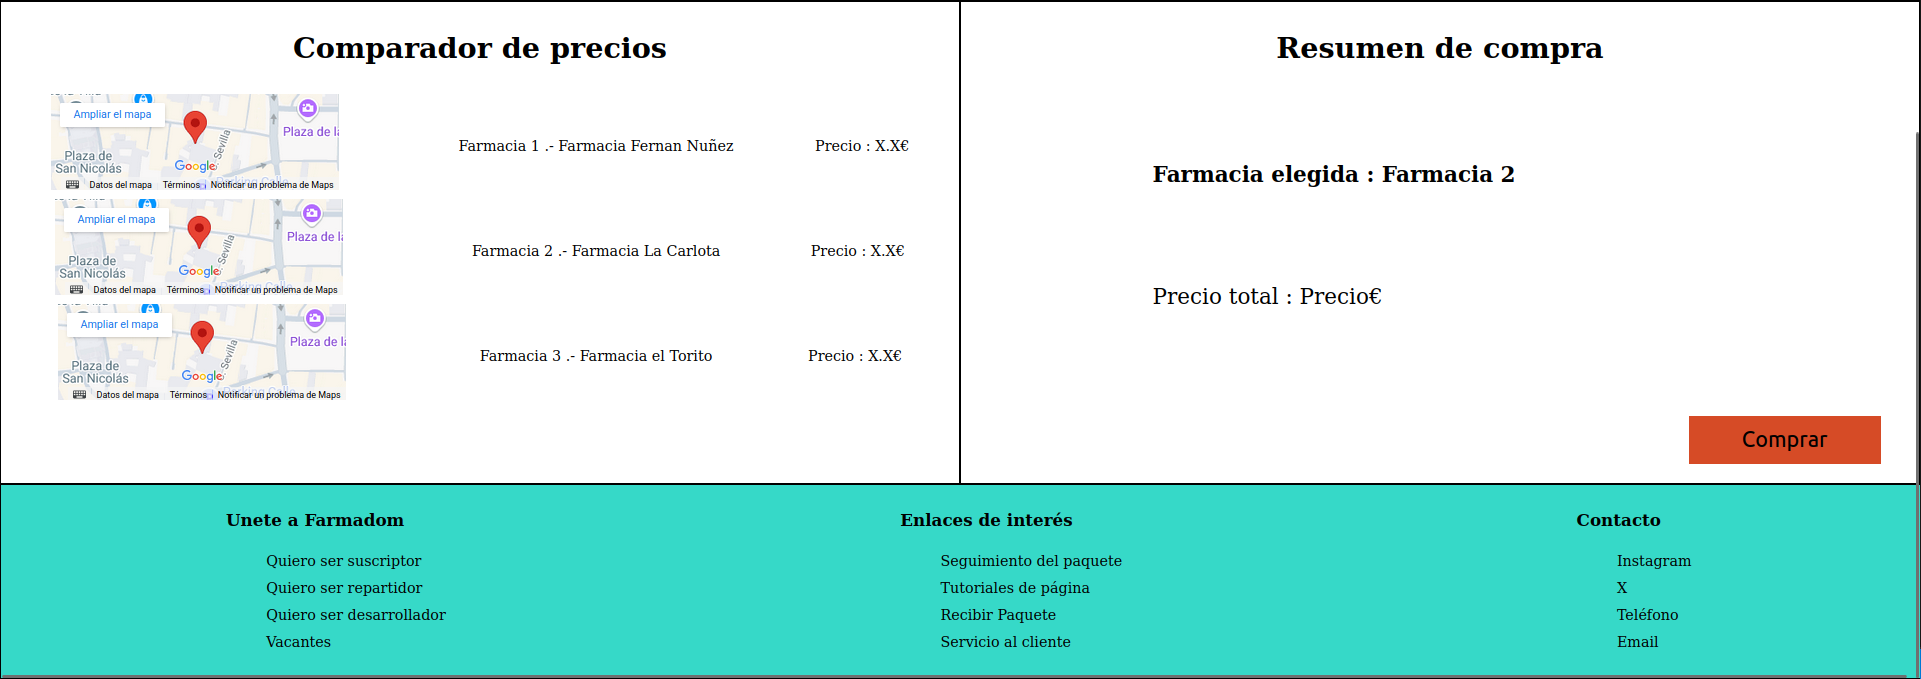 Comparador de precios
Ampliar el mapa
Plaza de
San Nicolás
Sevilla
Plaza de la
Google
Datos del mapa
Términos
Notificar un problema de Maps
Farmacia 1 .- Farmacia Fernan Nuñez
Precio : X.X€
Ampliar el mapa
Plaza de
San Nicolás
Sevilla
Plaza de la
Google
Datos del mapa
Términos
Notificar un problema de Maps
Farmacia 2 .- Farmacia La Carlota
Precio : X.X€
Ampliar el mapa
Plaza de
San Nicolás
Sevilla
Plaza de la
Google
Datos del mapa
Términos
Notificar un problema de Maps
Farmacia 3 .- Farmacia el Torito
Precio : X.X€
Resumen de compra
Farmacia elegida : Farmacia 2
Precio total : Precio€
Comprar
Unete a Farmadom
Quiero ser suscriptor
Quiero ser repartidor
Quiero ser desarrollador
Vacantes
Enlaces de interés
Seguimiento del paquete
Tutoriales de página
Recibir Paquete
Servicio al cliente
Contacto
Instagram
X
Teléfono
Email